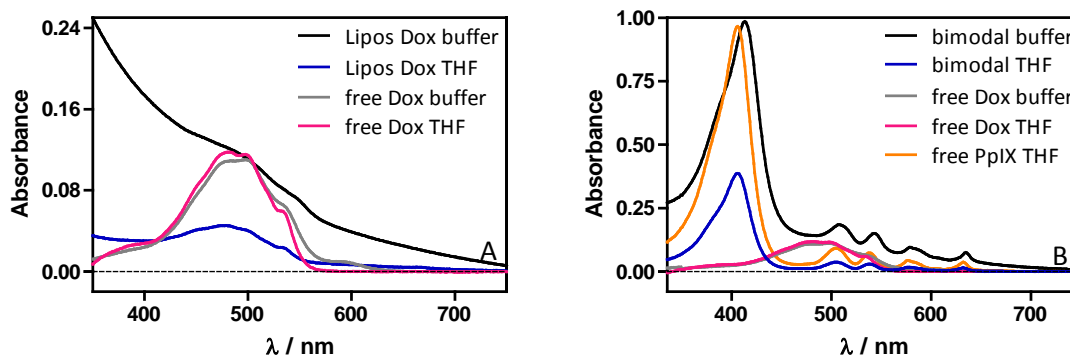 0.24
0.16
0.08
0.00
Absorbance
400
500
600
700
λ / nm
Lipos Dox buffer
Lipos Dox THF
free Dox buffer
free Dox THF
A
1.00
0.75
0.50
0.25
0.00
Absorbance
400
500
600
700
λ / nm
bimodal buffer
bimodal THF
free Dox buffer
free Dox THF
free PpIX THF
B